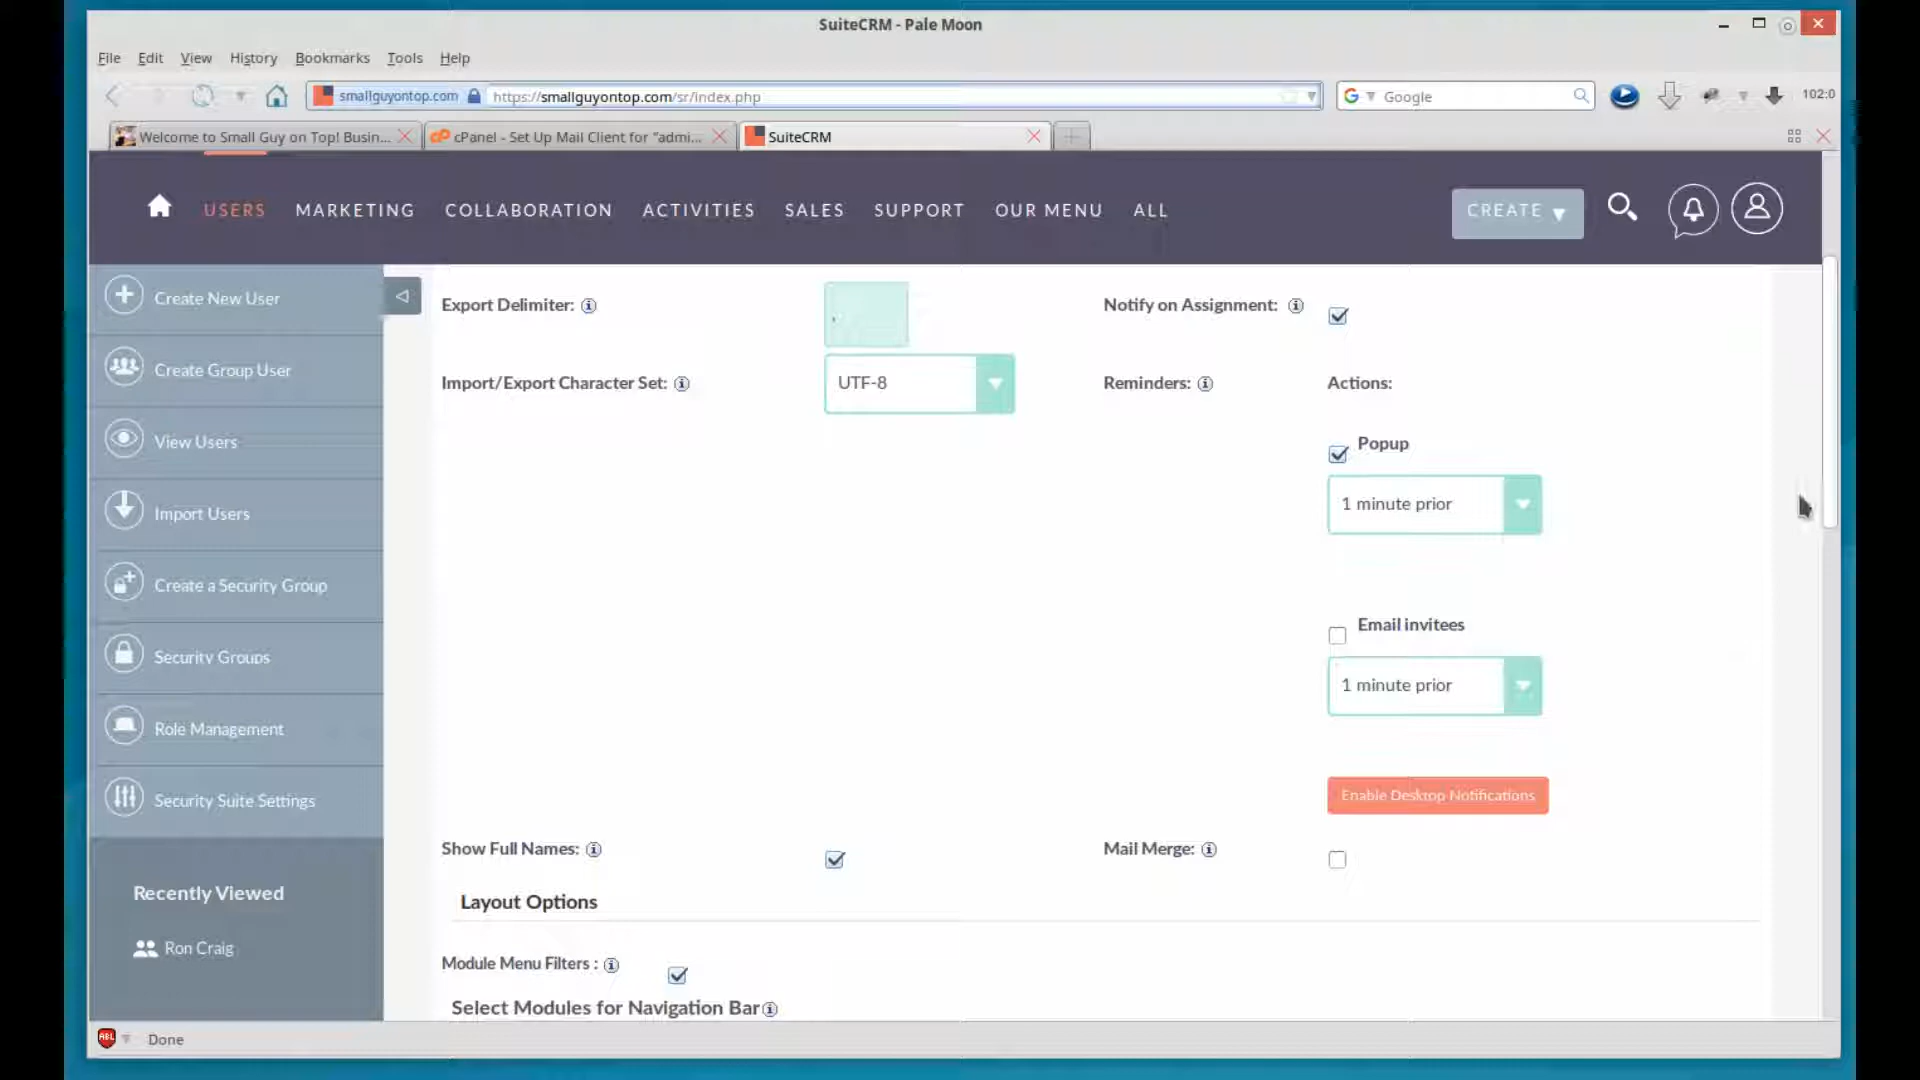 SuiteCRM - Pale Moon
File Edit View History Bookmarks Tools Help
smallguyontop.com https://smallguyontop.com/sr/index.php Google 102:0
Welcome to Small Guy on Top! Busin... cPanel - Set Up Mail Client for "admi... SuiteCRM
USERS MARKETING COLLABORATION ACTIVITIES SALES SUPPORT OUR MENU ALL CREATE
Create New User
Create Group User
View Users
Import Users
Create a Security Group
Security Groups
Role Management
Security Suite Settings
Recently Viewed
Ron Craig
Export Delimiter: ,
Notify on Assignment:
Import/Export Character Set: UTF-8
Reminders: Actions:
Popup
1 minute prior
Email invitees
1 minute prior
Enable Desktop Notifications
Show Full Names:
Mail Merge:
Layout Options
Module Menu Filters :
Select Modules for Navigation Bar
ABL Done